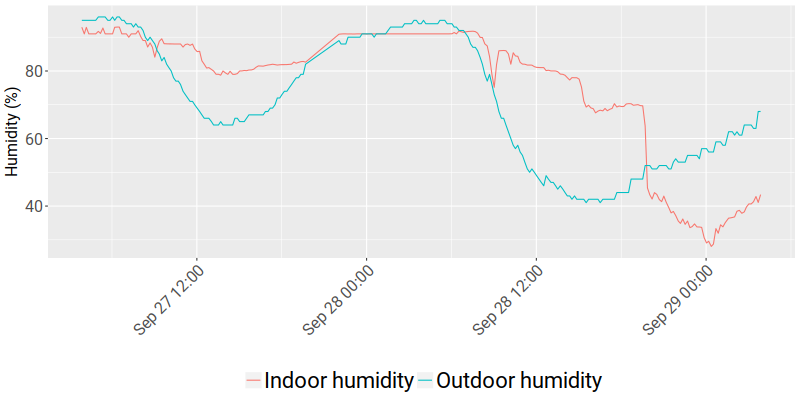 Humidity (%)
80
60
40
Sep 27 12:00
Sep 28 00:00
Sep 28 12:00
Sep 29 00:00
Indoor humidity
Outdoor humidity